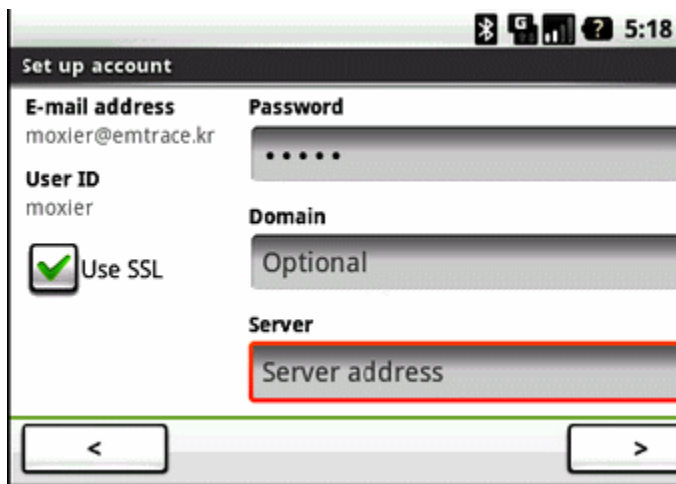 5:18
Set up account
E-mail address
moxier@emtrace.kr
User ID
moxier
Use SSL
Password
•••••
Domain
Optional
Server
Server address
<
>